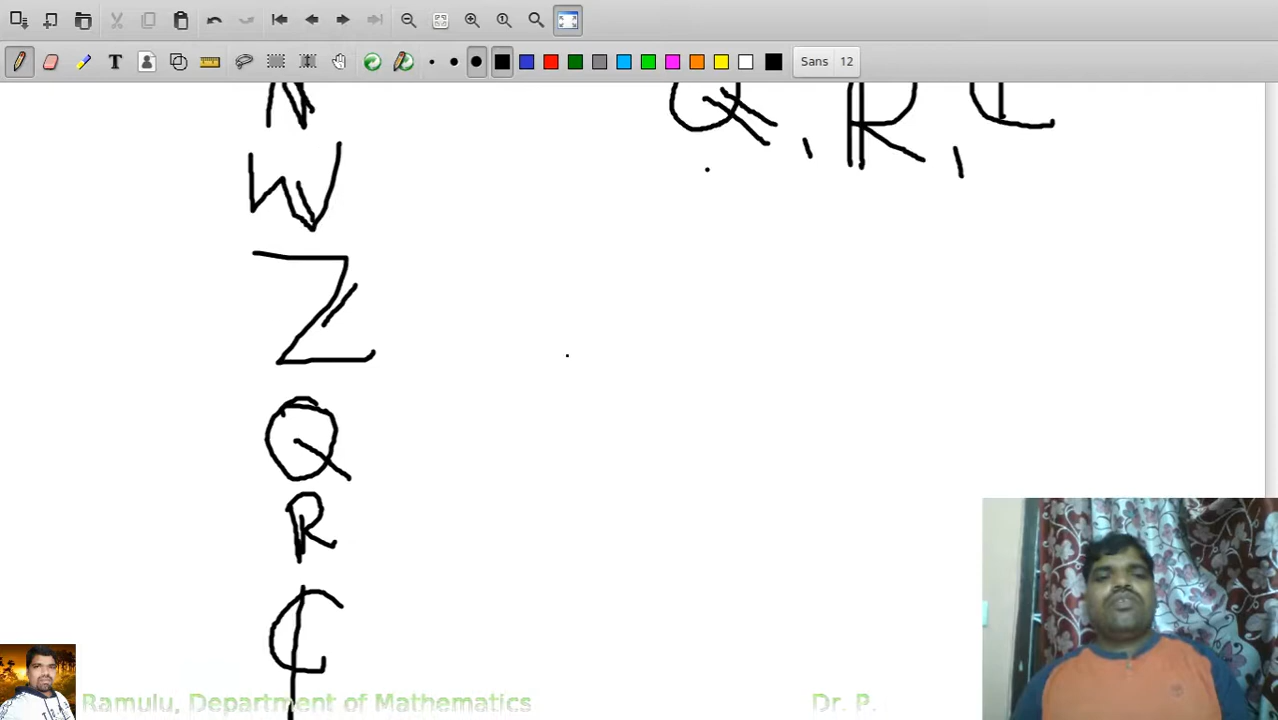 Sans 12
ℕ
ℚ, ℝ, ℂ
𝕎
ℤ
Q
R
ℂ
Ramulu, Department of Mathematics Dr. P.